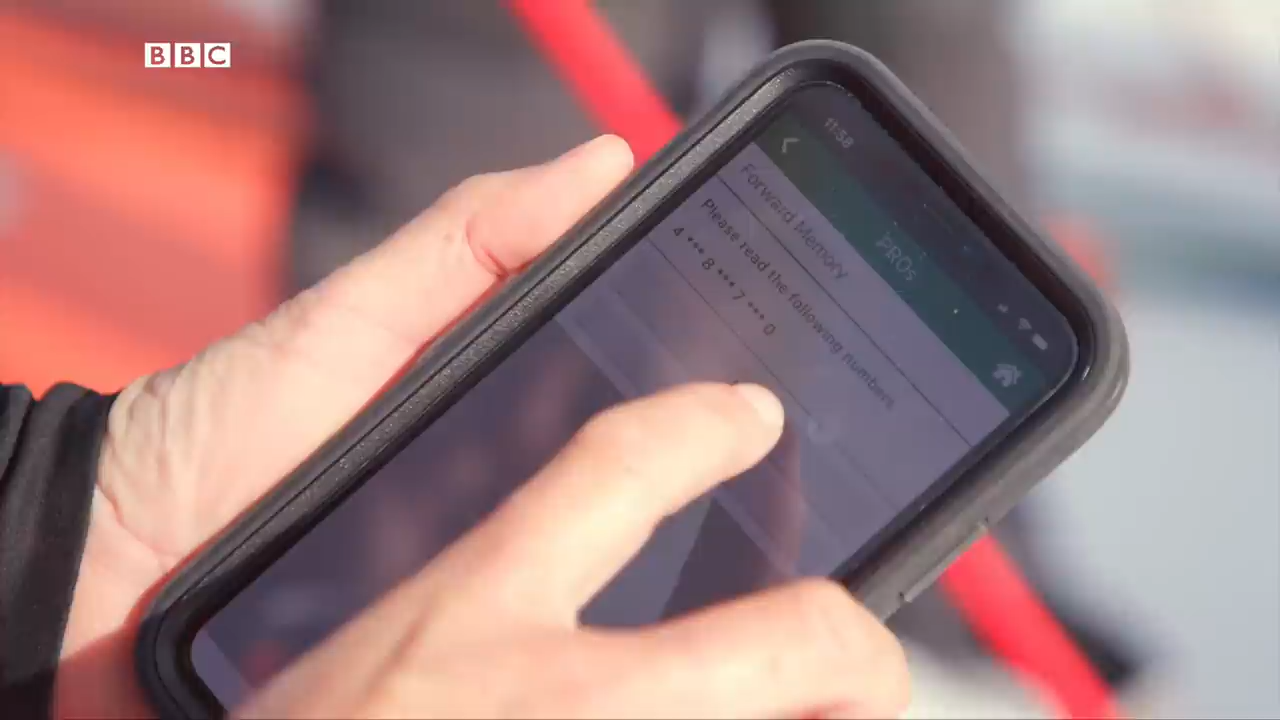 BBC
11:58
PROs
Forward Memory
Please read the following numbers
4 *** 8 *** 7 *** 0